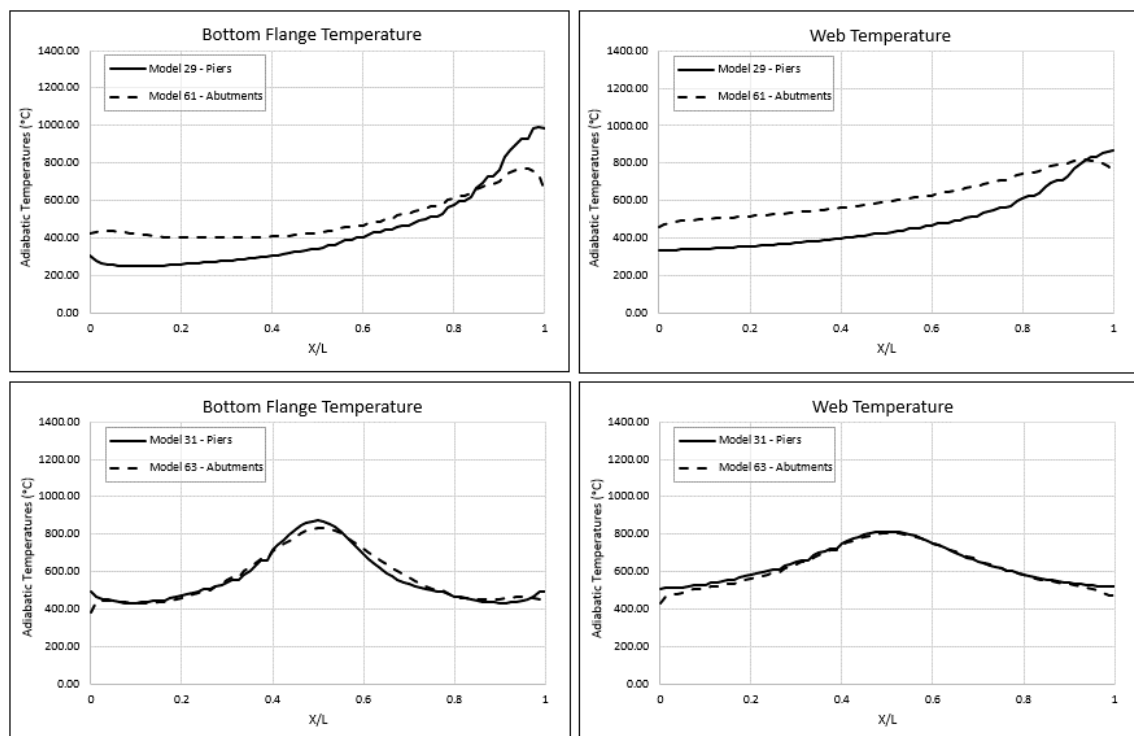 Bottom Flange Temperature
1400.00
1200.00
1000.00
800.00
600.00
400.00
200.00
0.00
Adiabatic Temperatures (°C)
Model 29 - Piers
Model 61 - Abutments
0 0.2 0.4 0.6 0.8 1
X/L
Web Temperature
1400.00
1200.00
1000.00
800.00
600.00
400.00
200.00
0.00
Adiabatic Temperatures (°C)
Model 29 - Piers
Model 61 - Abutments
0 0.2 0.4 0.6 0.8 1
X/L
Bottom Flange Temperature
1400.00
1200.00
1000.00
800.00
600.00
400.00
200.00
0.00
Adiabatic Temperatures (°C)
Model 31 - Piers
Model 63 - Abutments
0 0.2 0.4 0.6 0.8 1
X/L
Web Temperature
1400.00
1200.00
1000.00
800.00
600.00
400.00
200.00
0.00
Adiabatic Temperatures (°C)
Model 31 - Piers
Model 63 - Abutments
0 0.2 0.4 0.6 0.8 1
X/L